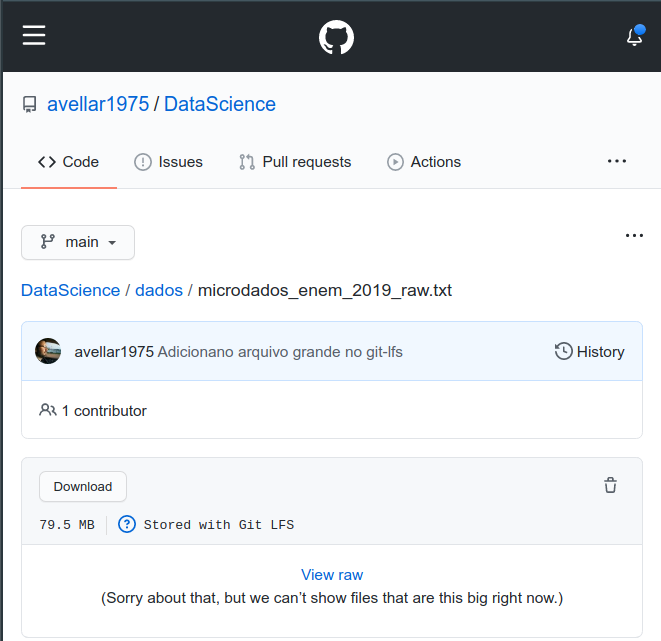 avellar1975 / DataScience
Code Issues Pull requests Actions
main
DataScience / dados / microdados_enem_2019_raw.txt
avellar1975 Adicionano arquivo grande no git-lfs History
1 contributor
Download
79.5 MB ? Stored with Git LFS
View raw
(Sorry about that, but we can’t show files that are this big right now.)